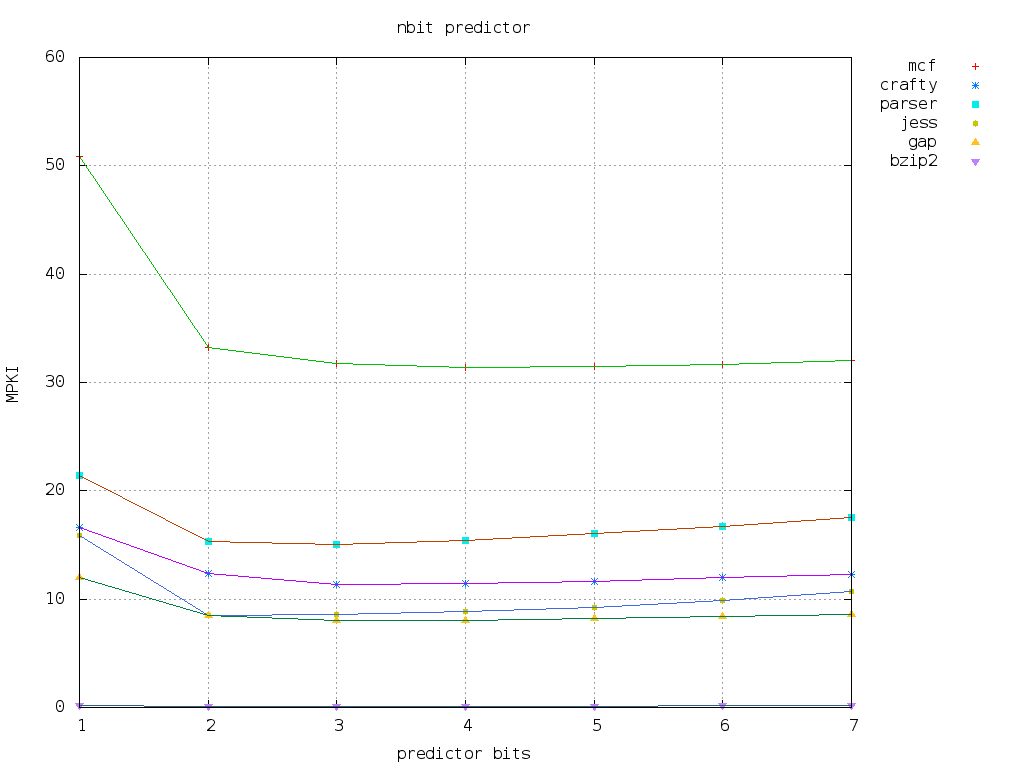 nbit predictor
60
50
40
30
20
10
0
MPKI
1 2 3 4 5 6 7
predictor bits
mcf
crafty
parser
jess
gap
bzip2